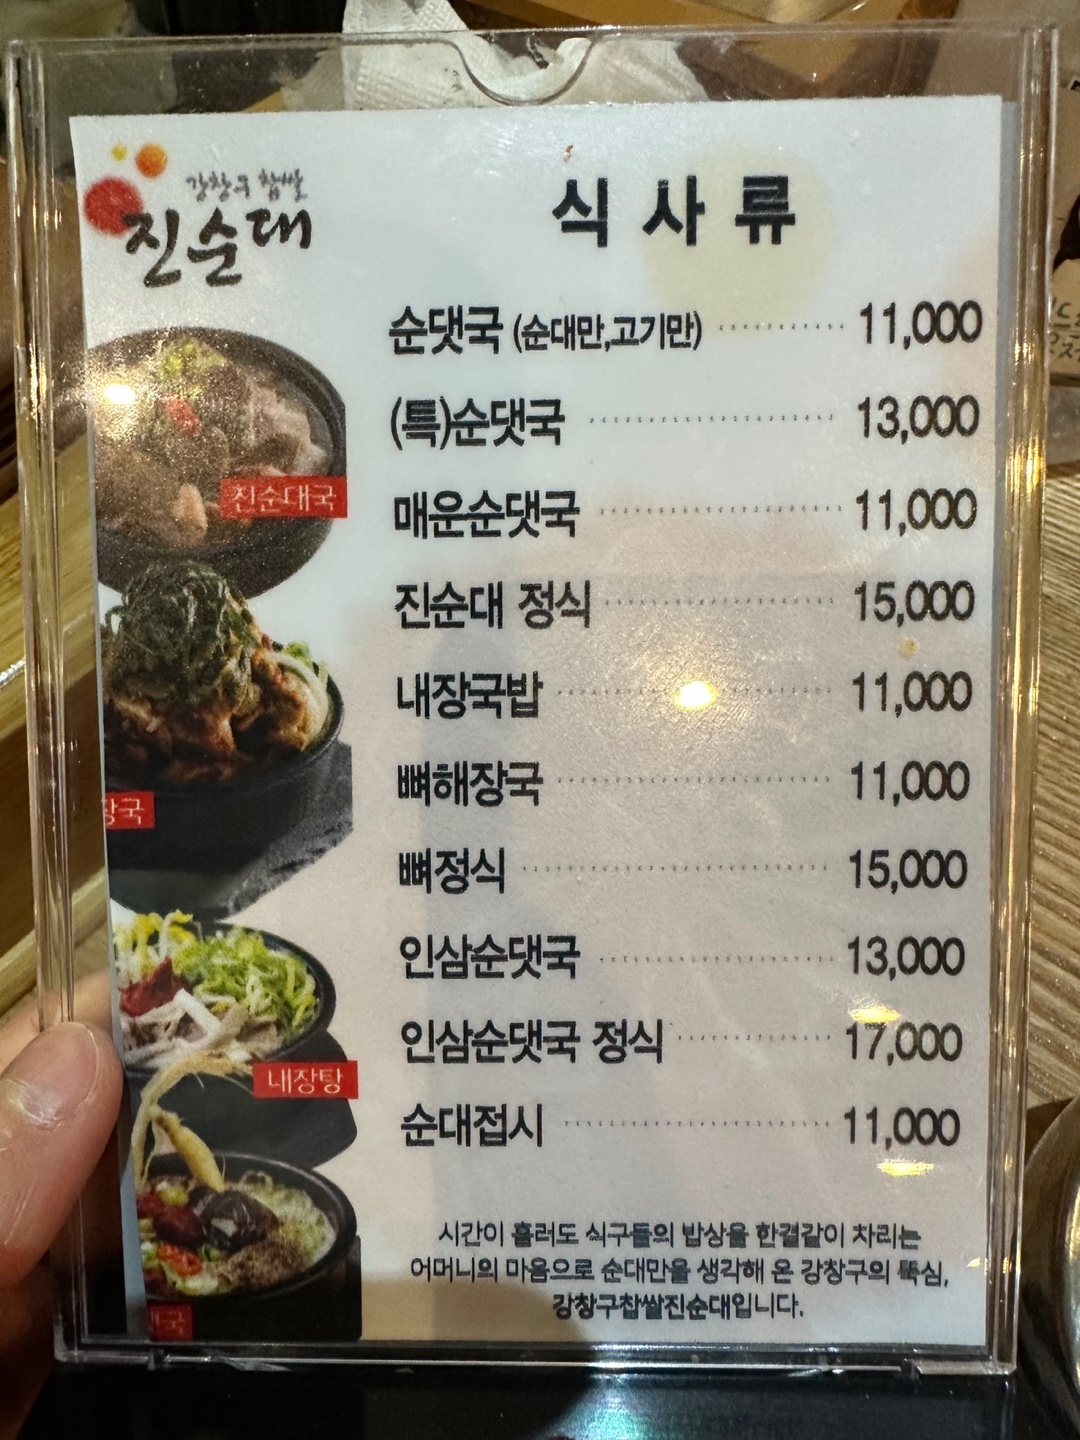 강창구 찹쌀
진순대
식사류
순댓국 (순대만,고기만) 11,000
(특)순댓국 13,000
매운순댓국 11,000
진순대 정식 15,000
내장국밥 11,000
뼈해장국 11,000
뼈정식 15,000
인삼순댓국 13,000
인삼순댓국 정식 17,000
순대접시 11,000
진순대국
장국
내장탕
시간이 흘러도 식구들의 밥상을 한결같이 차리는
어머니의 마음으로 순대만을 생각해 온 강창구의 뚝심,
강창구찹쌀진순대입니다.